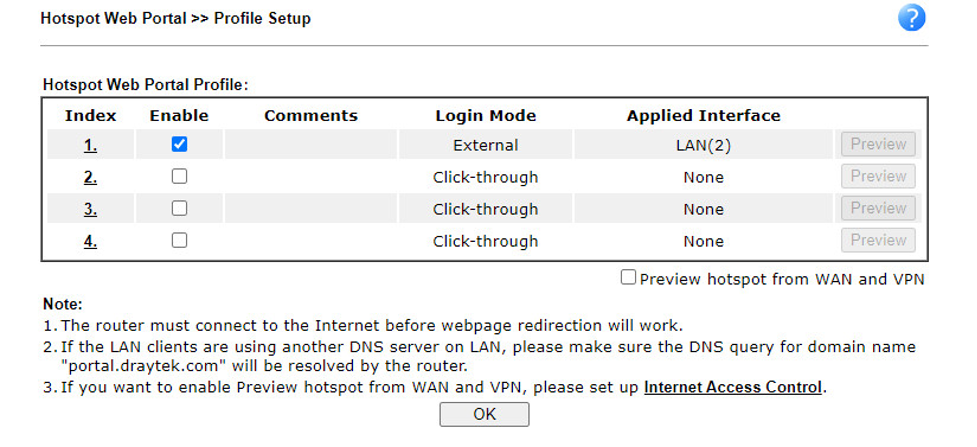 Hotspot Web Portal >> Profile Setup
?
Hotspot Web Portal Profile:
Index Enable Comments Login Mode Applied Interface
1. External LAN(2) Preview
2. Click-through None Preview
3. Click-through None Preview
4. Click-through None Preview
Preview hotspot from WAN and VPN
Note:
1. The router must connect to the Internet before webpage redirection will work.
2. If the LAN clients are using another DNS server on LAN, please make sure the DNS query for domain name
"portal.draytek.com" will be resolved by the router.
3. If you want to enable Preview hotspot from WAN and VPN, please set up Internet Access Control.
OK